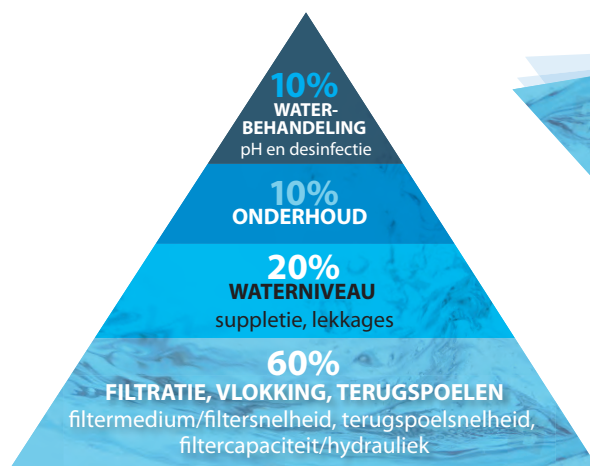 10%
WATER-
BEHANDELING
pH en desinfectie
10%
ONDERHOUD
20%
WATERNIVEAU
suppletie, lekkages
60%
FILTRATIE, VLOKKING, TERUGSPOELEN
filtermedium/filtersnelheid, terugspoelsnelheid,
filtercapaciteit/hydrauliek